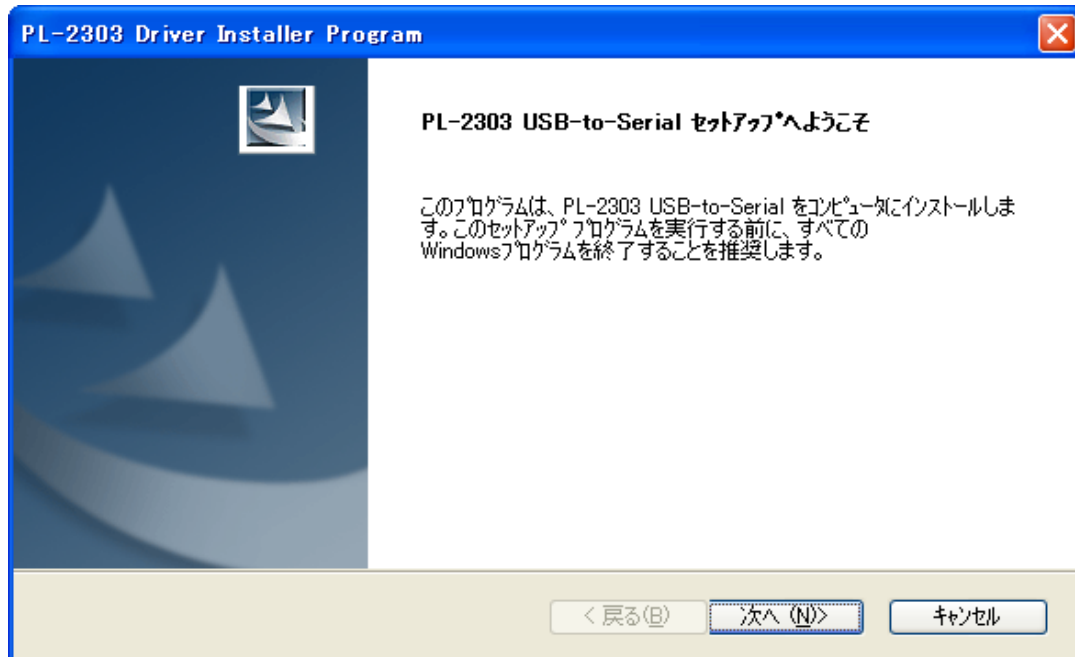 PL-2303 Driver Installer Program
PL-2303 USB-to-Serial ｾｯﾄｱｯﾌﾟへようこそ
このﾌﾟﾛｸﾞﾗﾑは、PL-2303 USB-to-Serial をｺﾝﾋﾟｭｰﾀにインストールしま
す。このｾｯﾄｱｯﾌﾟ ﾌﾟﾛｸﾞﾗﾑを実行する前に、すべての
Windowsﾌﾟﾛｸﾞﾗﾑを終了することを推奨します。
< 戻る(B)
次へ (N)>
ｷｬﾝｾﾙ